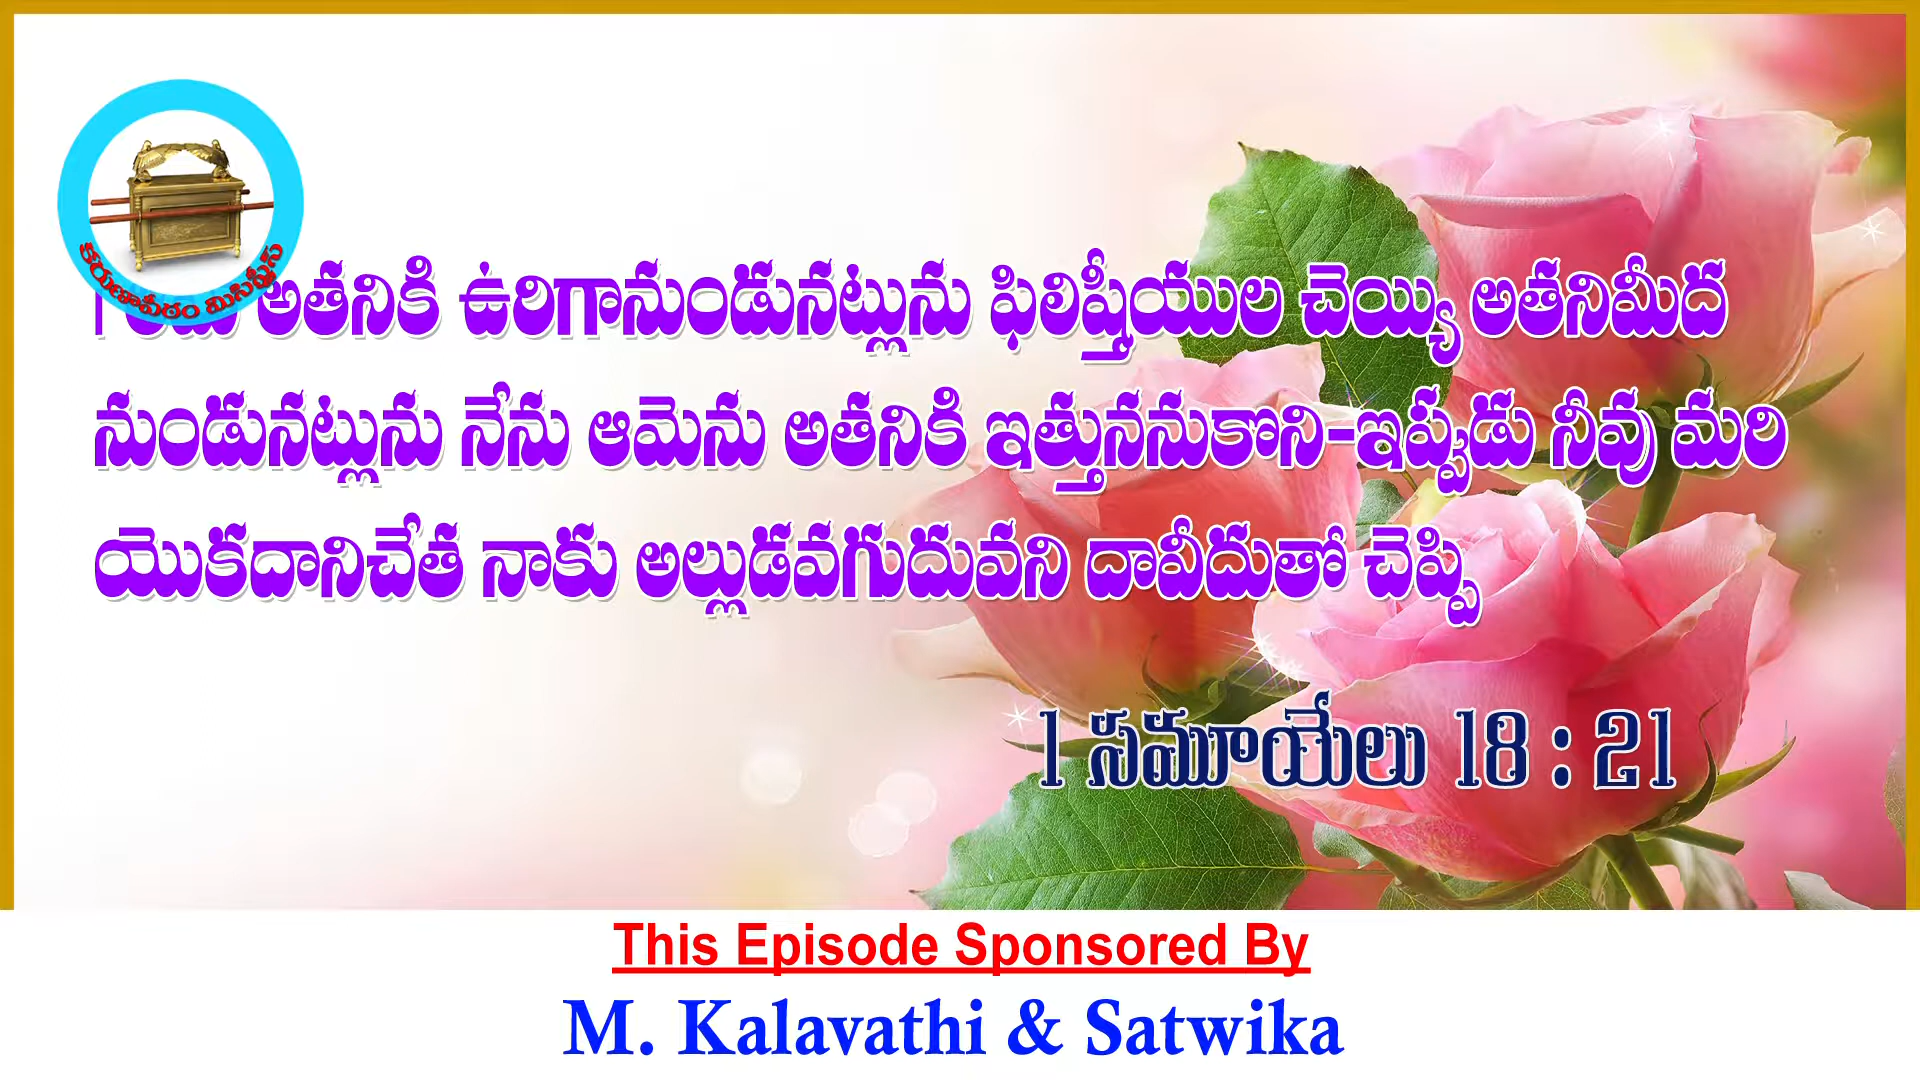 కరుణాపీఠం మినిస్ట్రీస్
అతనికి ఉరిగానుండునట్లును ఫిలిష్తీయుల చెయ్యి అతనిమీద
నుండునట్లును నేను ఆమెను అతనికి ఇత్తుననుకొని-ఇప్పుడు నీవు మరి
యొకదానిచేత నాకు అల్లుడవగుదువని దావీదుతో చెప్పి
1 సమూయేలు 18 : 21
This Episode Sponsored By
M. Kalavathi & Satwika